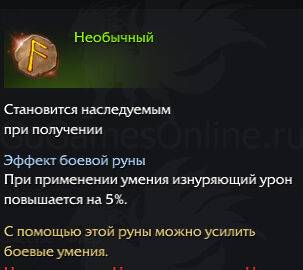 Необычный
Становится наследуемым
при получении
Эффект боевой руны
При применении умения изнуряющий урон
повышается на 5%.
С помощью этой руны можно усилить
боевые умения.